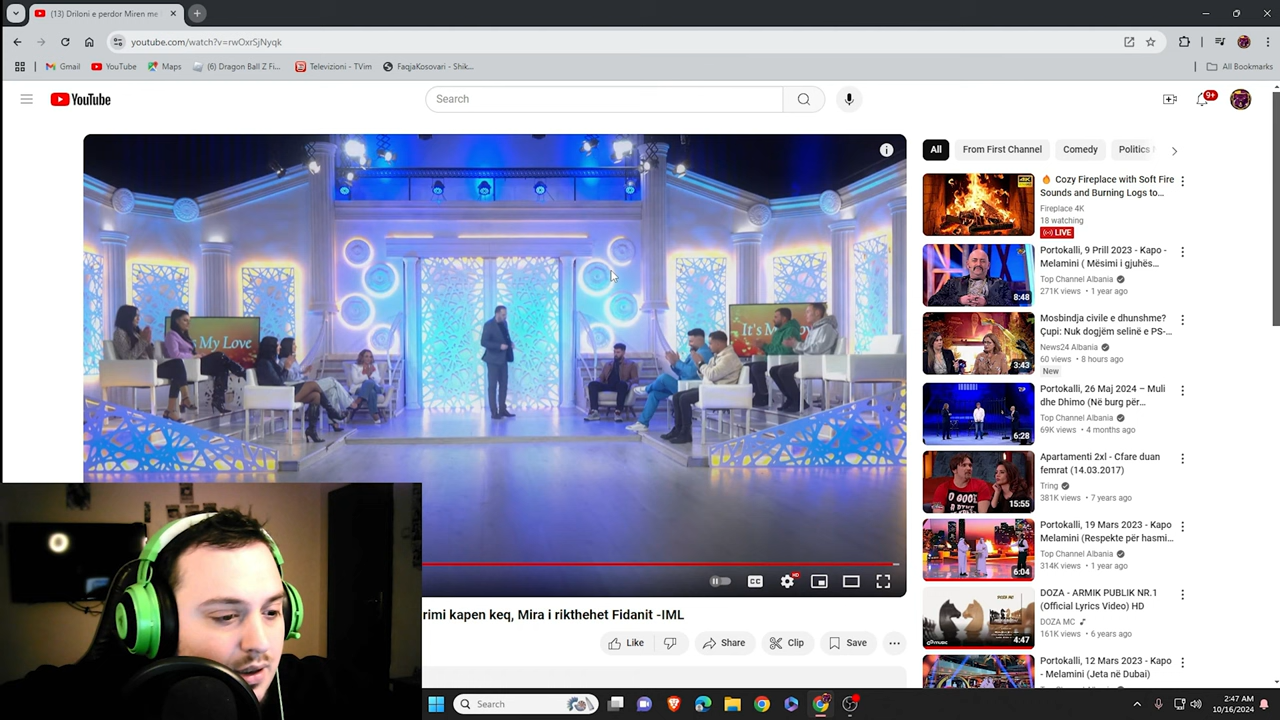 (13) Driloni e perdor Miren me
youtube.com/watch?v=rwOxrSjNyqk
Gmail
YouTube
Maps
(6) Dragon Ball Z Fi...
Televizioni - TVim
FaqjaKosovari - Shik...
All Bookmarks
YouTube
Search
9+
All
From First Channel
Comedy
Politics
It's My Love
It's My Love
🔥 Cozy Fireplace with Soft Fire
Sounds and Burning Logs to...
Fireplace 4K
18 watching
LIVE
4K
Portokalli, 9 Prill 2023 - Kapo -
Melamini ( Mësimi i gjuhës...
Top Channel Albania
271K views • 1 year ago
8:48
Mosbindja civile e dhunshme?
Çupi: Nuk dogjëm selinë e PS-...
News24 Albania
60 views • 8 hours ago
New
3:43
Portokalli, 26 Maj 2024 – Muli
dhe Dhimo (Në burg për...
Top Channel Albania
69K views • 4 months ago
6:28
Apartamenti 2xl - Cfare duan
femrat (14.03.2017)
Tring
381K views • 7 years ago
15:55
Portokalli, 19 Mars 2023 - Kapo
Melamini (Respekte për hasmi...
Top Channel Albania
314K views • 1 year ago
6:04
DOZA - ARMIK PUBLIK NR.1
(Official Lyrics Video) HD
DOZA MC
161K views • 6 years ago
4:47
Portokalli, 12 Mars 2023 - Kapo
- Melamini (Jeta në Dubai)
Top Channel Albania
CC
HD
rimi kapen keq, Mira i rikthehet Fidanit -IML
Like
Share
Clip
Save
Search
2:47 AM
10/16/2024